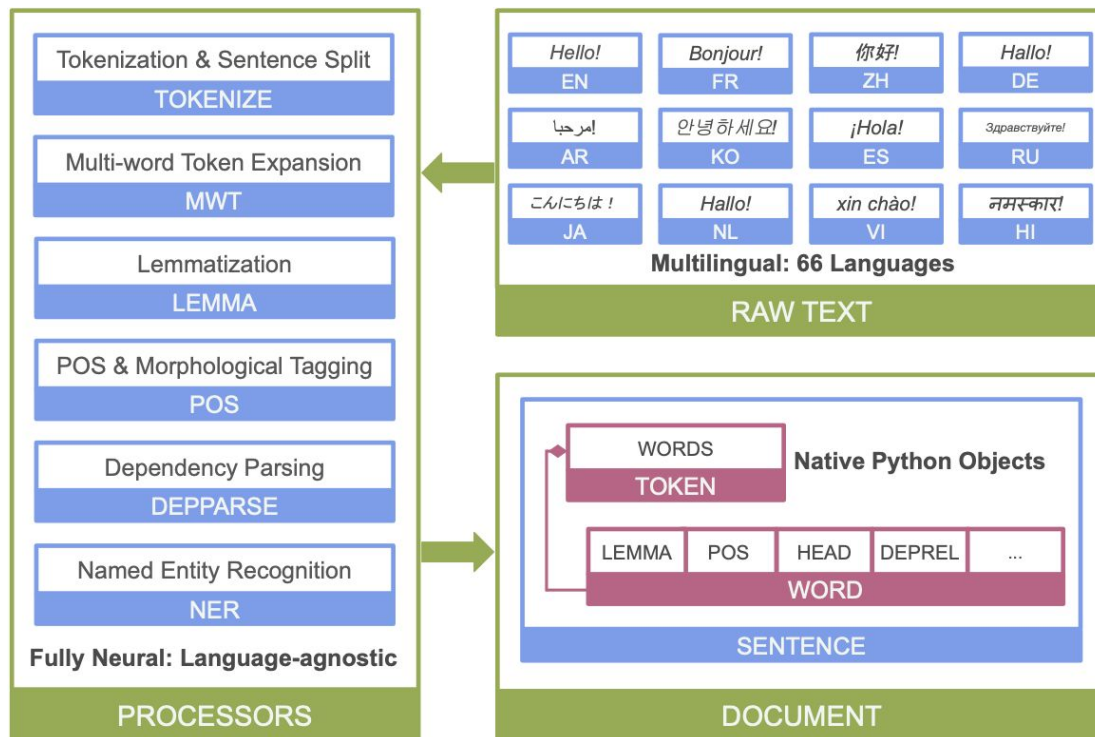 Tokenization & Sentence Split
TOKENIZE
Multi-word Token Expansion
MWT
Lemmatization
LEMMA
POS & Morphological Tagging
POS
Dependency Parsing
DEPPARSE
Named Entity Recognition
NER
Fully Neural: Language-agnostic
PROCESSORS
Hello!
EN
Bonjour!
FR
你好!
ZH
Hallo!
DE
مرحبا!
AR
안녕하세요!
KO
¡Hola!
ES
Здравствуйте!
RU
こんにちは！
JA
Hallo!
NL
xin chào!
VI
नमस्कार!
HI
Multilingual: 66 Languages
RAW TEXT
WORDS
TOKEN
Native Python Objects
LEMMA POS HEAD DEPREL ...
WORD
SENTENCE
DOCUMENT